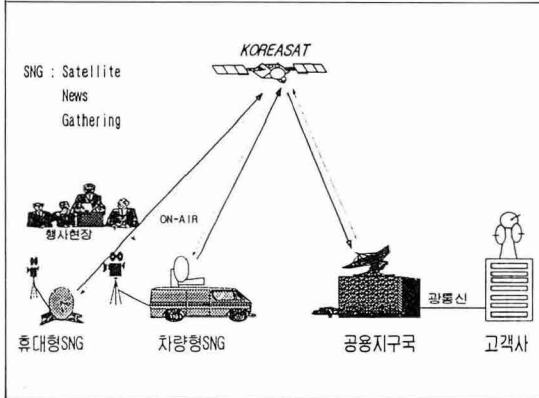 KOREASAT
SNG : Satellite
News
Gathering
ON-AIR
행사현장
광통신
휴대형SNG
차량형SNG
공용지구국
고객사